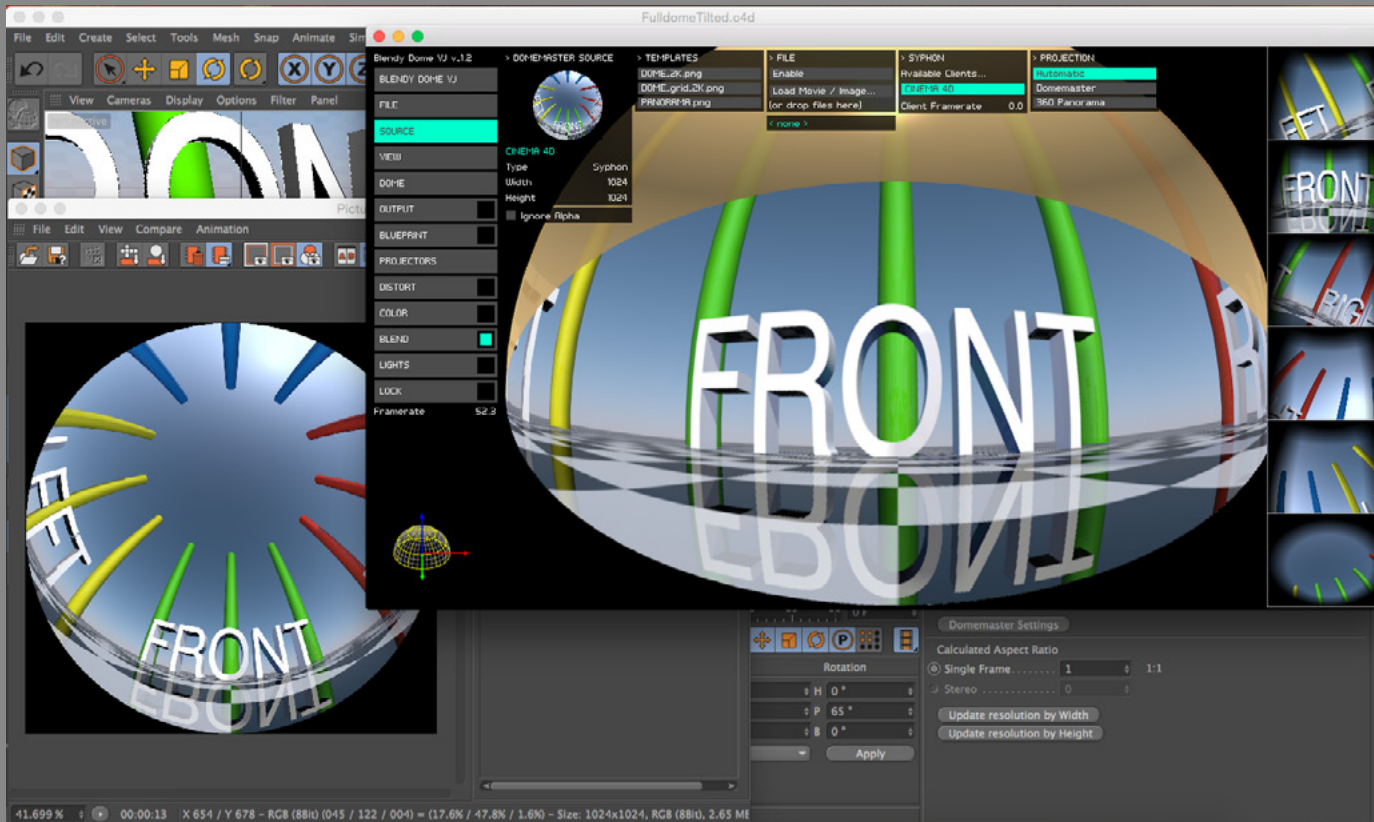 FulldomeTilted.c4d
File Edit Create Select Tools Mesh Snap Animate
View Cameras Display Options Filter Panel
File Edit View Compare Animation
Blendy Dome VJ v.1.2
BLENDY DOME VJ
FILE
SOURCE
VIEW
DOME
OUTPUT
BLUEPRINT
PROJECTORS
DISTORT
COLOR
BLEND
LIGHTS
LOCK
Framerate 52.3
> DOMEMASTER SOURCE
CINEMA 4D
Type Syphon
Width 1024
Height 1024
Ignore Alpha
> TEMPLATES
DOME.2K.png
DOME.grid.2K.png
PANORAMA.png
> FILE
Enable
Load Movie / Image...
(or drop files here)
< none >
> SYPHON
Available Clients...
CINEMA 4D
Client Framerate 0.0
> PROJECTION
Automatic
Domemaster
360 Panorama
FRONT
FRONT
FRONT
Rotation
H 0 °
P 65 °
B 0 °
Apply
Domemaster Settings
Calculated Aspect Ratio
Single Frame....... 1 1:1
Stereo ............. 0
Update resolution by Width
Update resolution by Height
41.699 % 00:00:13 X 654 / Y 678 - RGB (8Bit) (045 / 122 / 004) = (17.6% / 47.8% / 1.6%) - Size: 1024x1024, RGB (8Bit), 2.65 ME